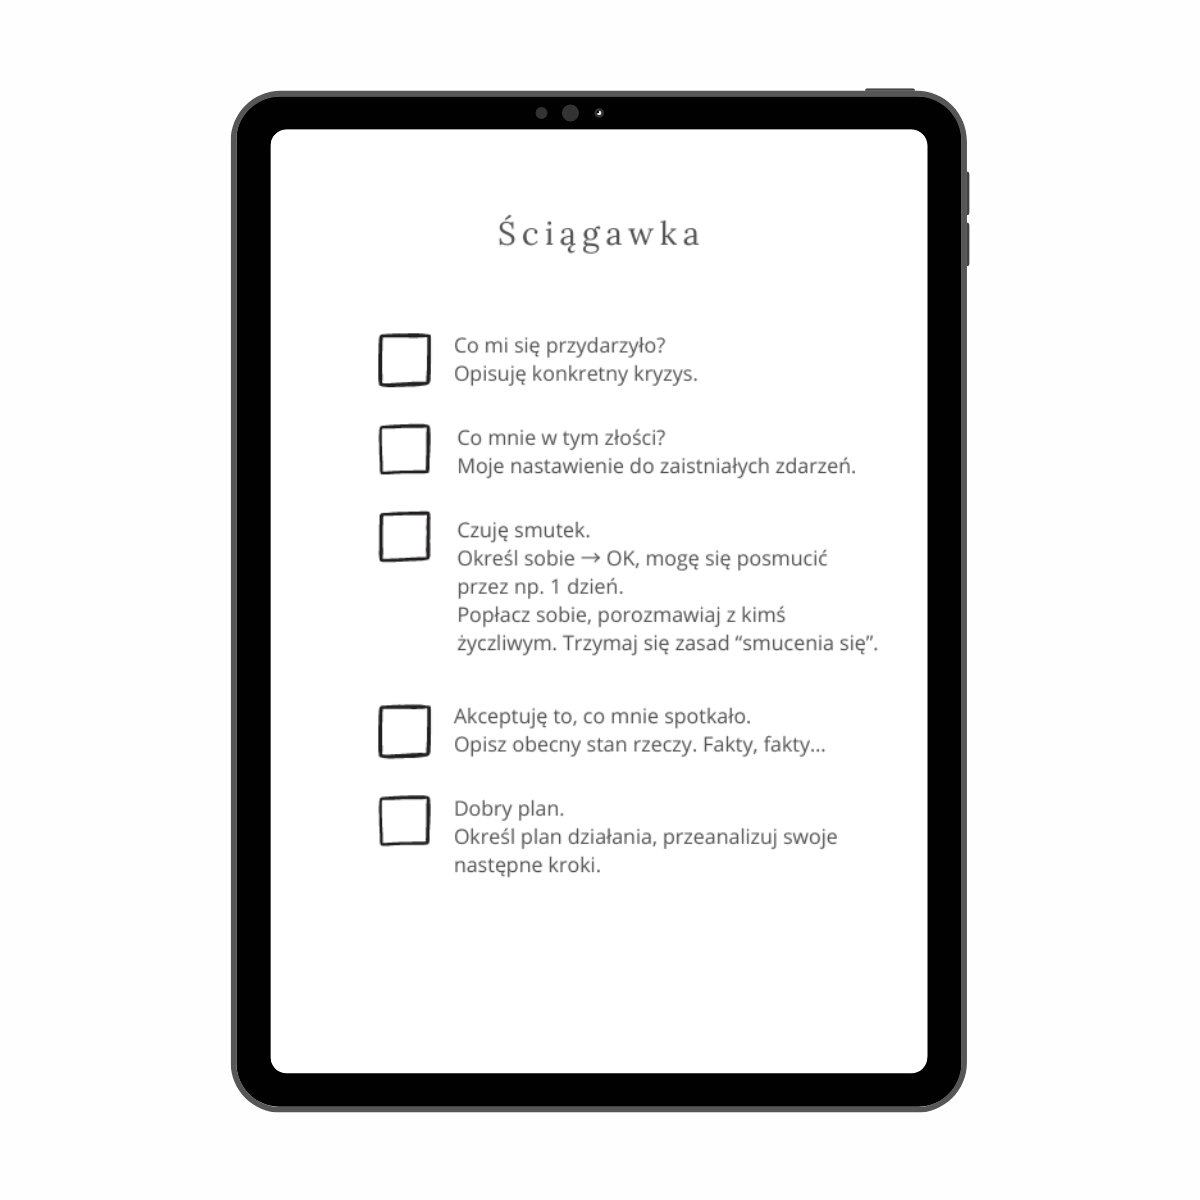 Ściągawka
Co mi się przydarzyło?
Opisuję konkretny kryzys.
Co mnie w tym złości?
Moje nastawienie do zaistniałych zdarzeń.
Czuję smutek.
Określ sobie → OK, mogę się posmucić
przez np. 1 dzień.
Popłacz sobie, porozmawiaj z kimś
życzliwym. Trzymaj się zasad “smucenia się”.
Akceptuję to, co mnie spotkało.
Opisz obecny stan rzeczy. Fakty, fakty...
Dobry plan.
Określ plan działania, przeanalizuj swoje
następne kroki.